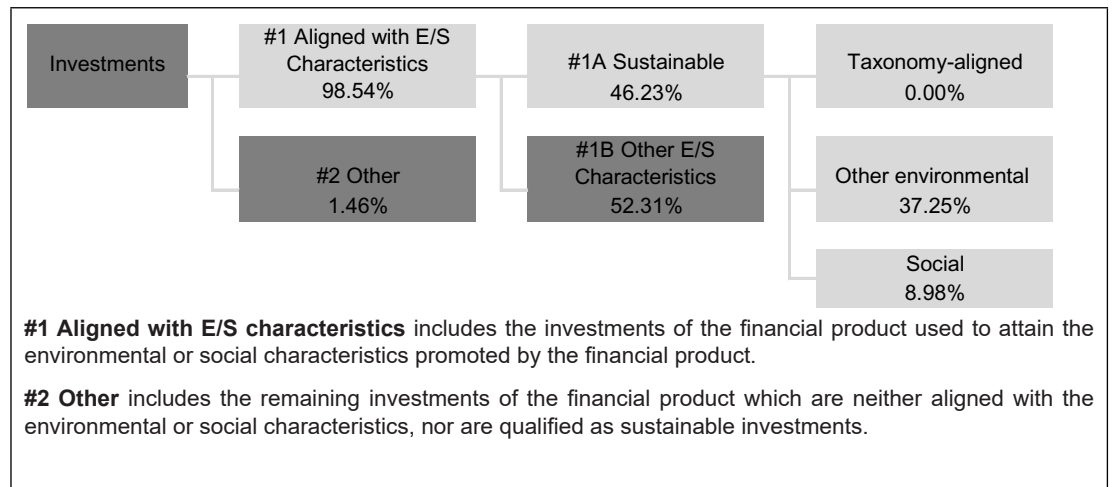 Investments
#1 Aligned with E/S
Characteristics
98.54%
#2 Other
1.46%
#1A Sustainable
46.23%
#1B Other E/S
Characteristics
52.31%
Taxonomy-aligned
0.00%
Other environmental
37.25%
Social
8.98%
#1 Aligned with E/S characteristics includes the investments of the financial product used to attain the
environmental or social characteristics promoted by the financial product.
#2 Other includes the remaining investments of the financial product which are neither aligned with the
environmental or social characteristics, nor are qualified as sustainable investments.